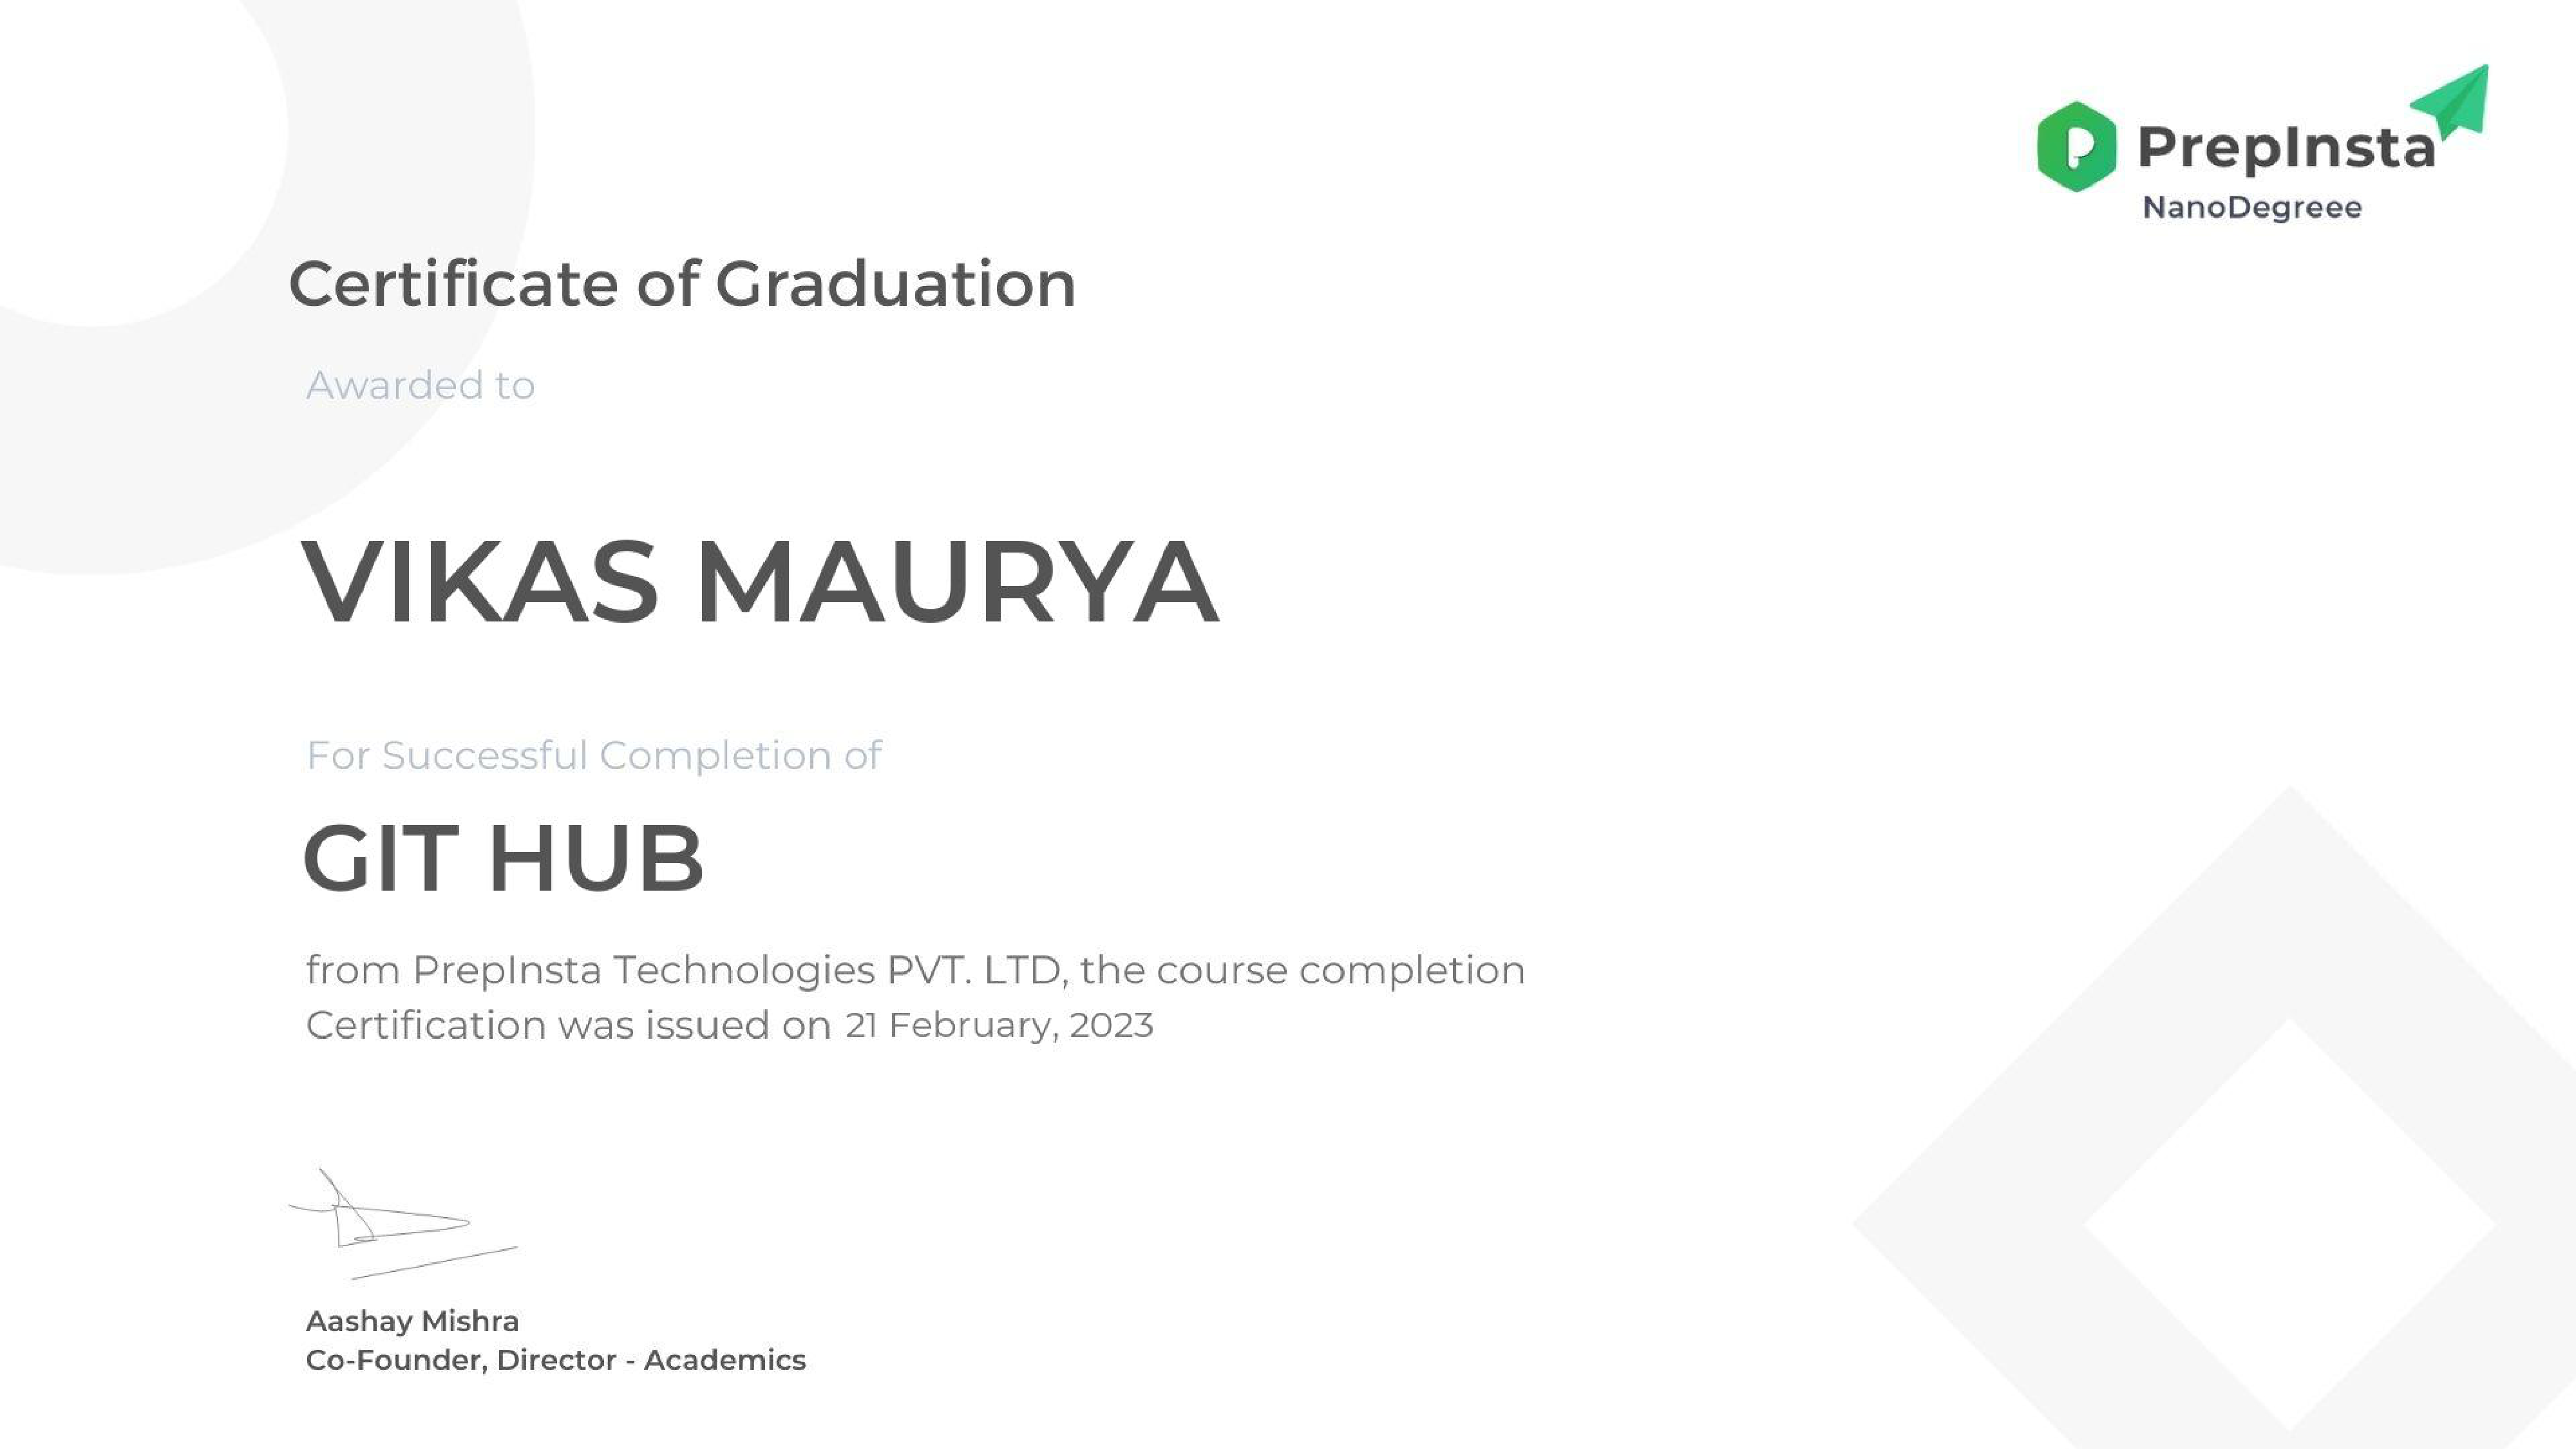 PrepInsta
NanoDegreee
Certificate of Graduation
Awarded to
VIKAS MAURYA
For Successful Completion of
GIT HUB
from PrepInsta Technologies PVT. LTD, the course completion
Certification was issued on 21 February, 2023
Aashay Mishra
Co-Founder, Director - Academics